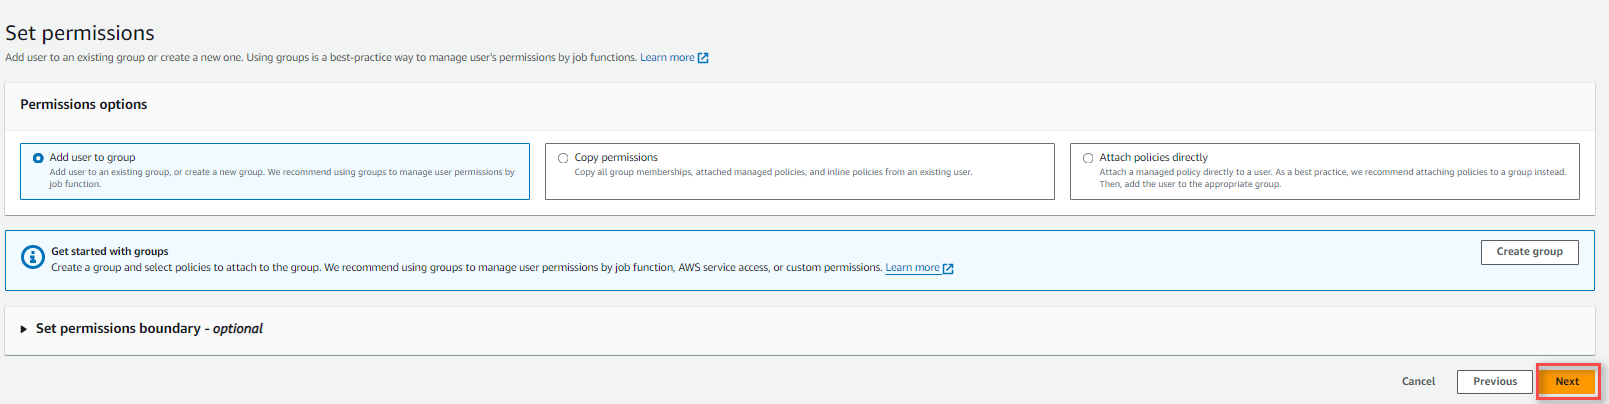 Set permissions
Add user to an existing group or create a new one. Using groups is a best-practice way to manage user's permissions by job functions. Learn more
Permissions options
Add user to group
Add user to an existing group, or create a new group. We recommend using groups to manage user permissions by
job function.
Copy permissions
Copy all group memberships, attached managed policies, and inline policies from an existing user.
Attach policies directly
Attach a managed policy directly to a user. As a best practice, we recommend attaching policies to a group instead.
Then, add the user to the appropriate group.
Get started with groups
Create a group and select policies to attach to the group. We recommend using groups to manage user permissions by job function, AWS service access, or custom permissions. Learn more
Create group
Set permissions boundary - optional
Cancel
Previous
Next